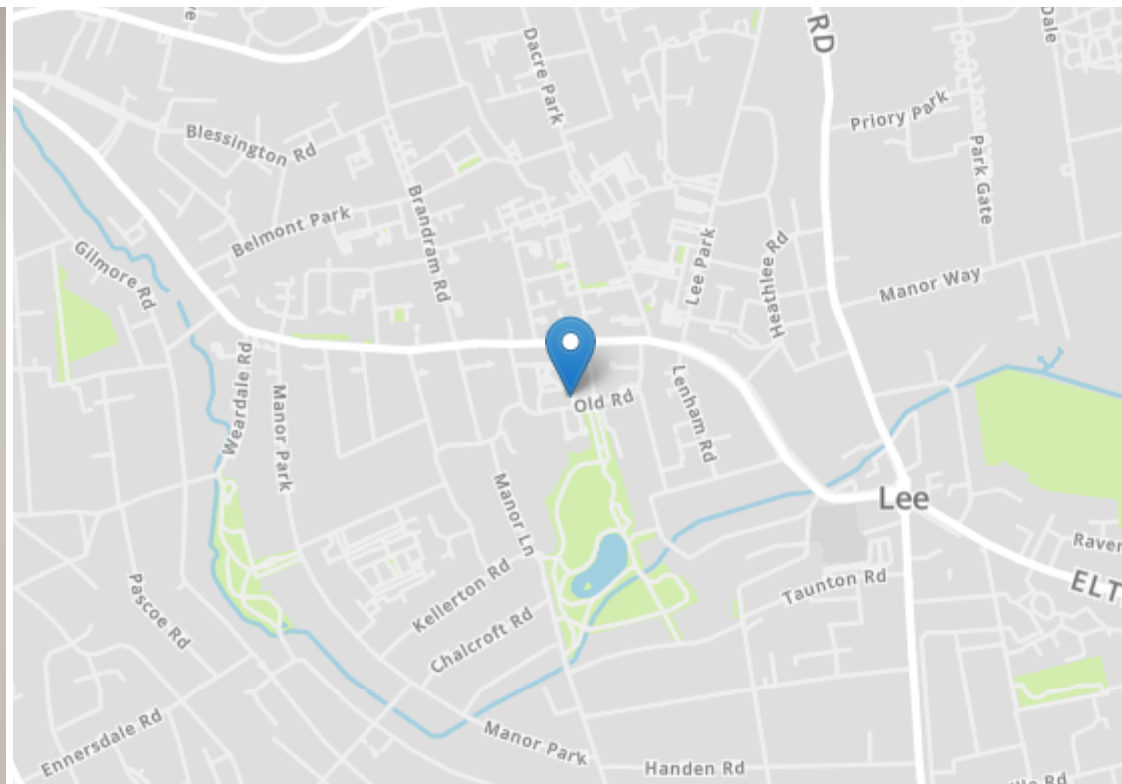 RD
Dale
Dacre Park
Priory Park
Blessington Rd
Park Gate
Brandram Rd
Belmont Park
Lee Park
Heathlee Rd
Gilmore Rd
Manor Way
Weardale Rd
Manor Park
Old Rd
Lenham Rd
Manor Ln
Lee
Raven
ELT
Taunton Rd
Kellerton Rd
Pascoe Rd
Chalcroft Rd
Manor Park
Ennersdale Rd
Handen Rd
Rd